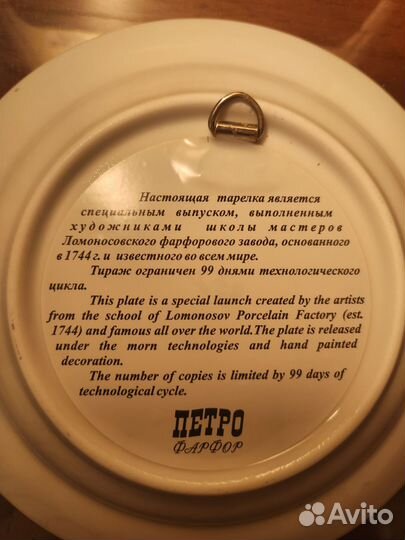 Настоящая тарелка является
специальным выпуском, выполненным
художниками школы мастеров
Ломоносовского фарфорового завода, основанного
в 1744 г. и известного во всем мире.
Тираж ограничен 99 днями технологического
цикла.
This plate is a special launch created by the artists
from the school of Lomonosov Porcelain Factory (est.
1744) and famous all over the world.The plate is released
under the morn technologies and hand painted
decoration.
The number of copies is limited by 99 days of
technological cycle.
ПЕТРО
ФАРФОР
Avito